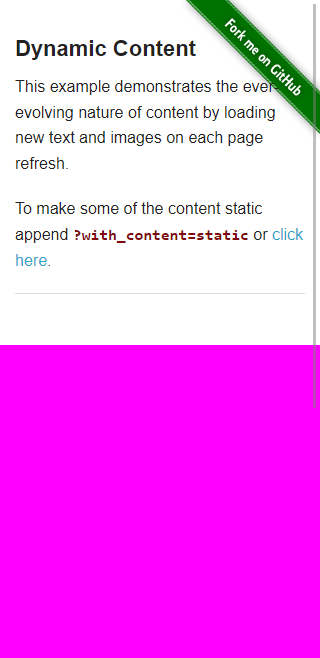 Fork me on GitHub
Dynamic Content
This example demonstrates the ever-
evolving nature of content by loading
new text and images on each page
refresh.
To make some of the content static
append ?with_content=static or click
here.